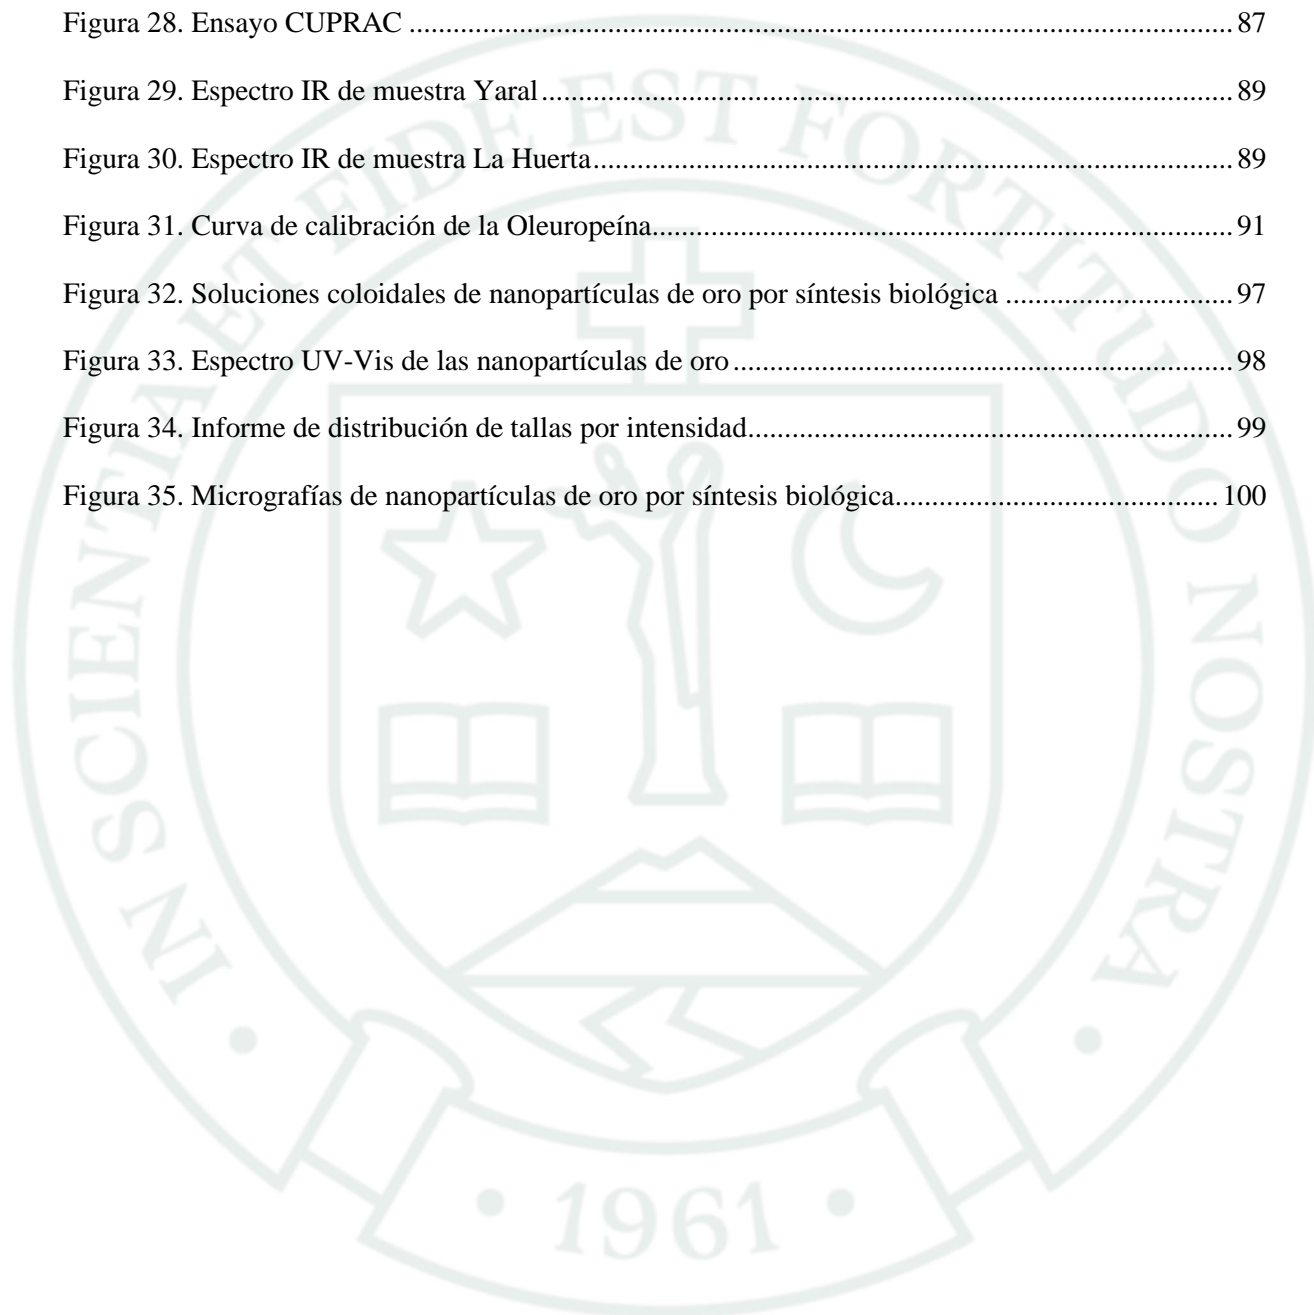 Figura 28. Ensayo CUPRAC ........................................................................ 87
Figura 29. Espectro IR de muestra Yaral ........................................................................ 89
Figura 30. Espectro IR de muestra La Huerta ........................................................................ 89
Figura 31. Curva de calibración de la Oleuropeína ........................................................................ 91
Figura 32. Soluciones coloidales de nanopartículas de oro por síntesis biológica .................................. 97
Figura 33. Espectro UV-Vis de las nanopartículas de oro ........................................................................ 98
Figura 34. Informe de distribución de tallas por intensidad ........................................................................ 99
Figura 35. Micrografías de nanopartículas de oro por síntesis biológica .................................................. 100
IN SCIENTIA ET FIDE EST FORTITUDO NOSTRA
• 1961 •